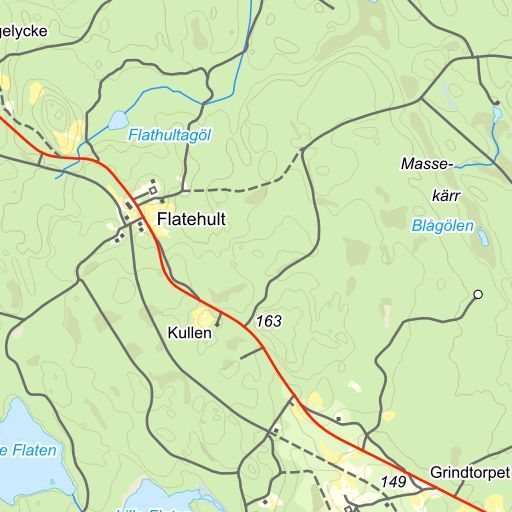 gelycke
Flathultagöl
Masse-
kärr
Flatehult
Blågölen
163
Kullen
e Flaten
Grindtorpet
149